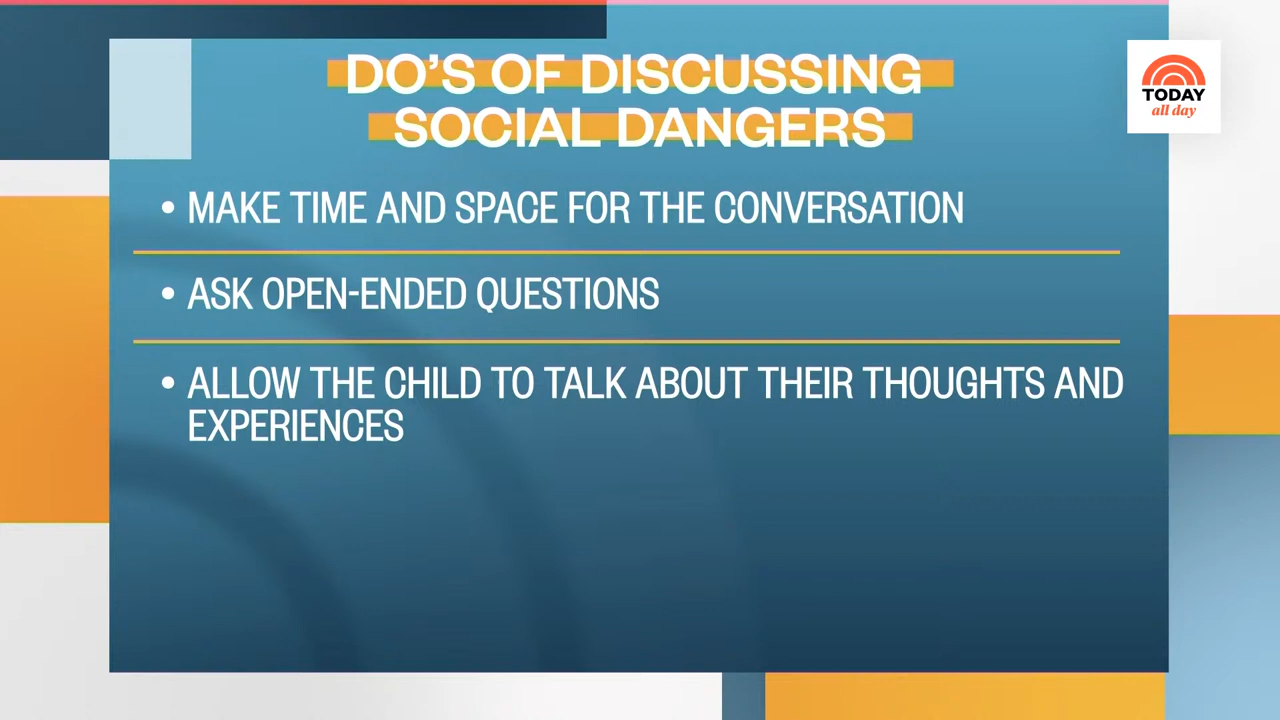 DO'S OF DISCUSSING
SOCIAL DANGERS
TODAY
all day
• MAKE TIME AND SPACE FOR THE CONVERSATION
• ASK OPEN-ENDED QUESTIONS
• ALLOW THE CHILD TO TALK ABOUT THEIR THOUGHTS AND
EXPERIENCES